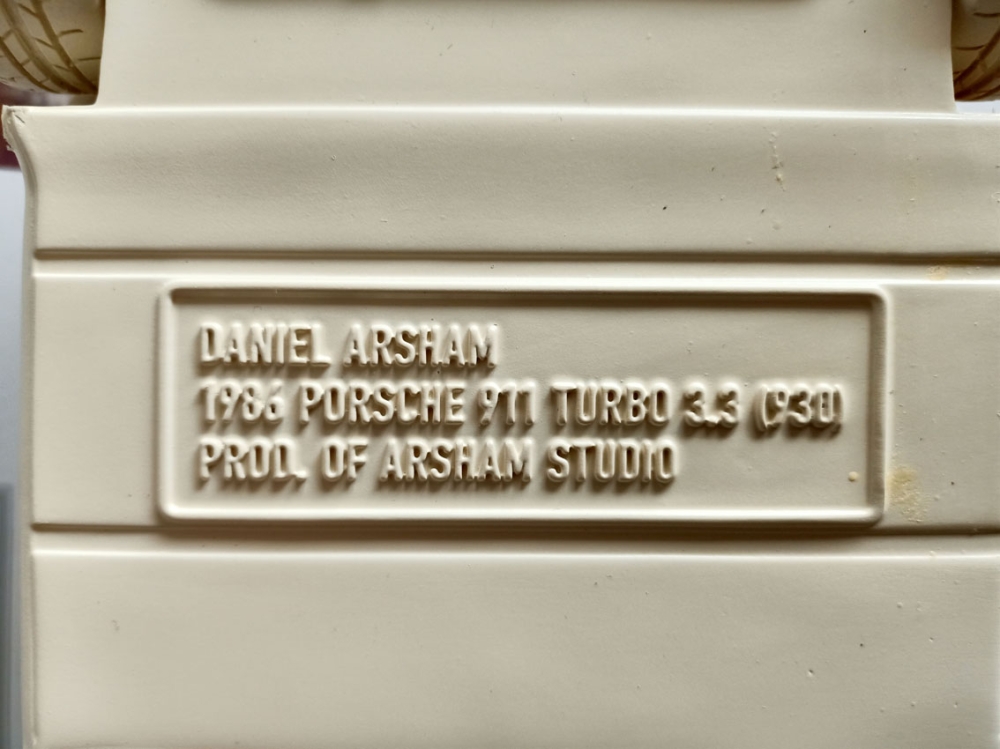 DANIEL ARSHAM
1986 PORSCHE 911 TURBO 3.3 (930)
PROD. OF ARSHAM STUDIO